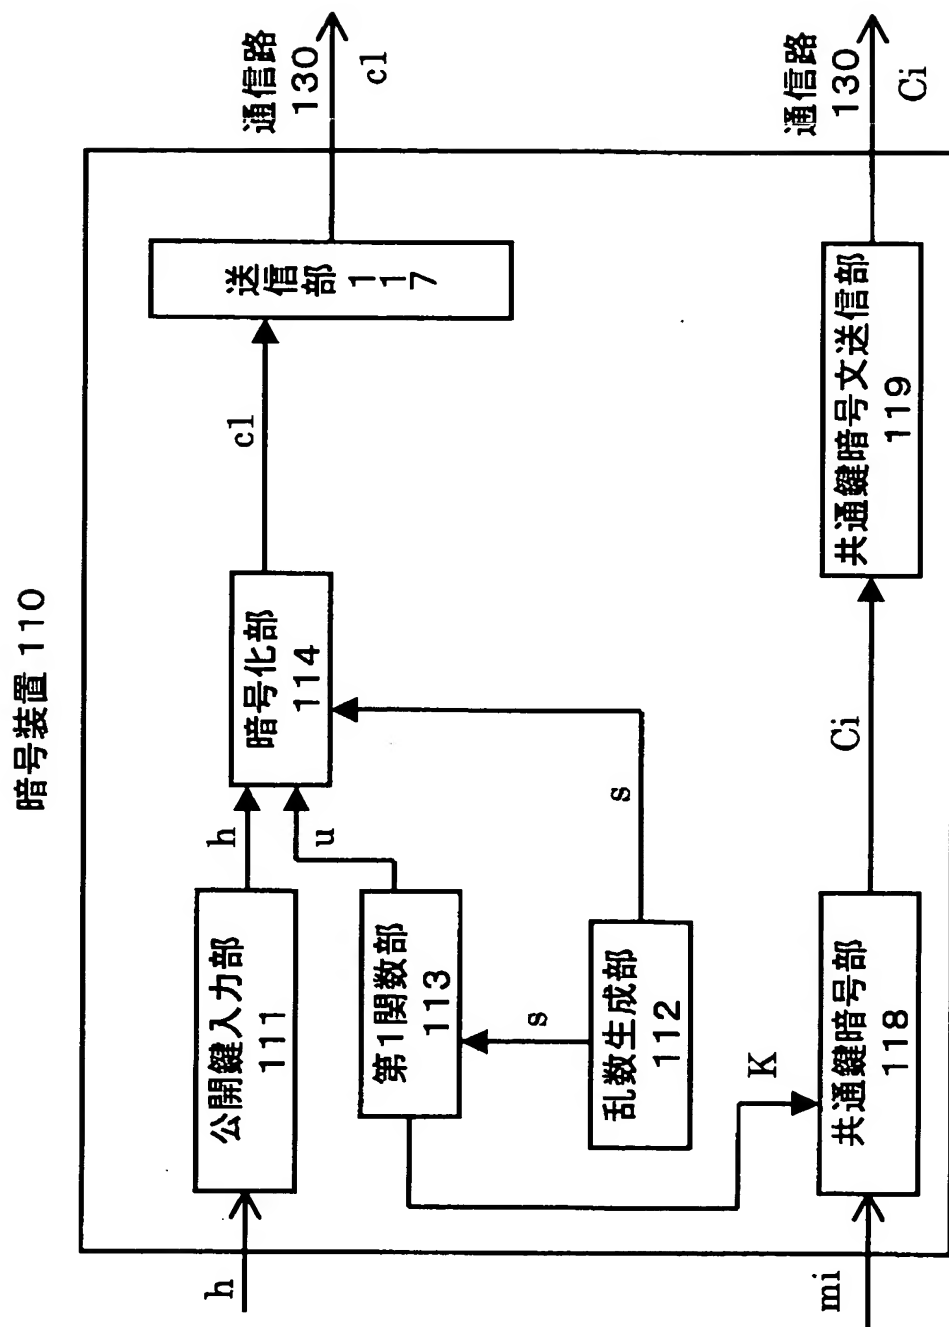 暗号装置 110
h
公開鍵入力部
111
h
暗号化部
114
c1
送信部 117
通信路
130
c1
u
第1関数部
113
s
乱数生成部
112
s
K
mi
共通鍵暗号部
118
Ci
共通鍵暗号文送信部
119
通信路
130
Ci